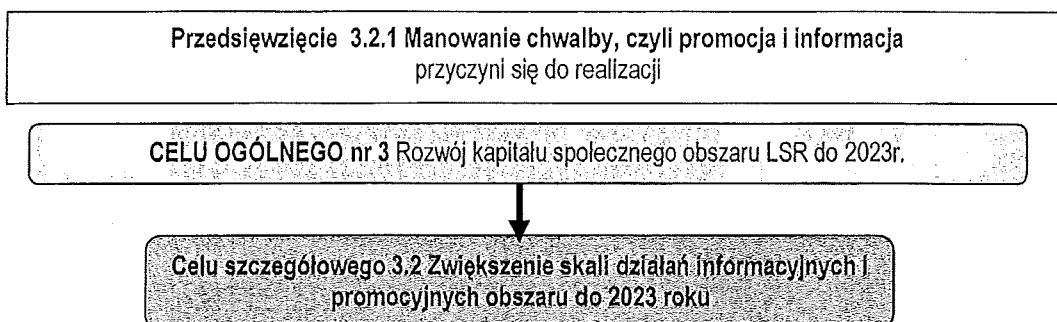 Przedsięwzięcie 3.2.1 Manowanie chwalby, czyli promocja i informacja
przyczyni się do realizacji
CELU OGÓLNEGO nr 3 Rozwój kapitału społecznego obszaru LSR do 2023r.
Celu szczegółowego 3.2 Zwiększenie skali działań informacyjnych i
promocyjnych obszaru do 2023 roku